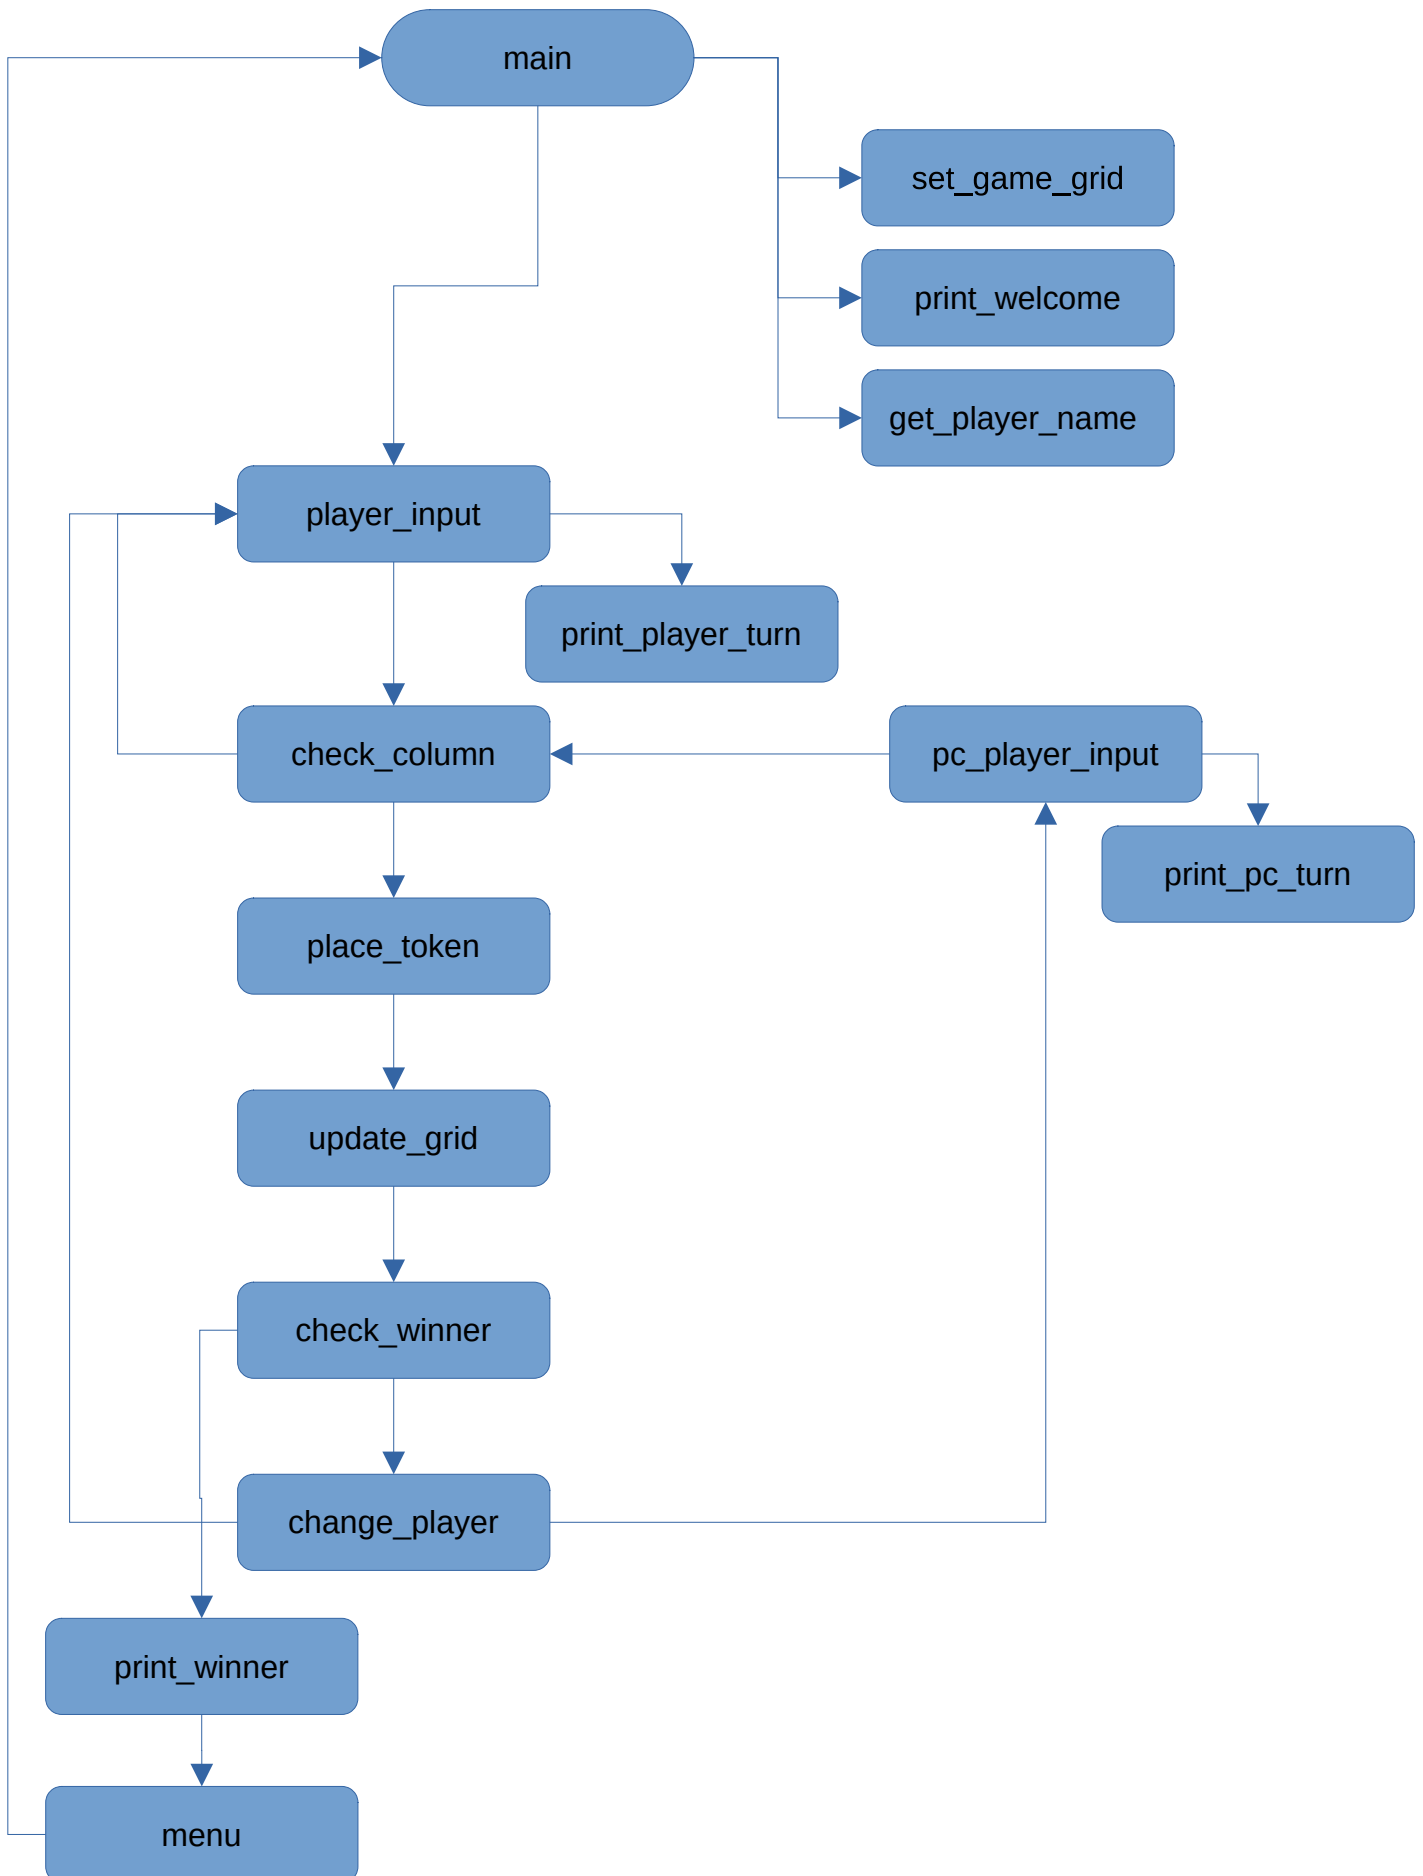 main
set_game_grid
print_welcome
get_player_name
player_input
print_player_turn
check_column
pc_player_input
print_pc_turn
place_token
update_grid
check_winner
change_player
print_winner
menu